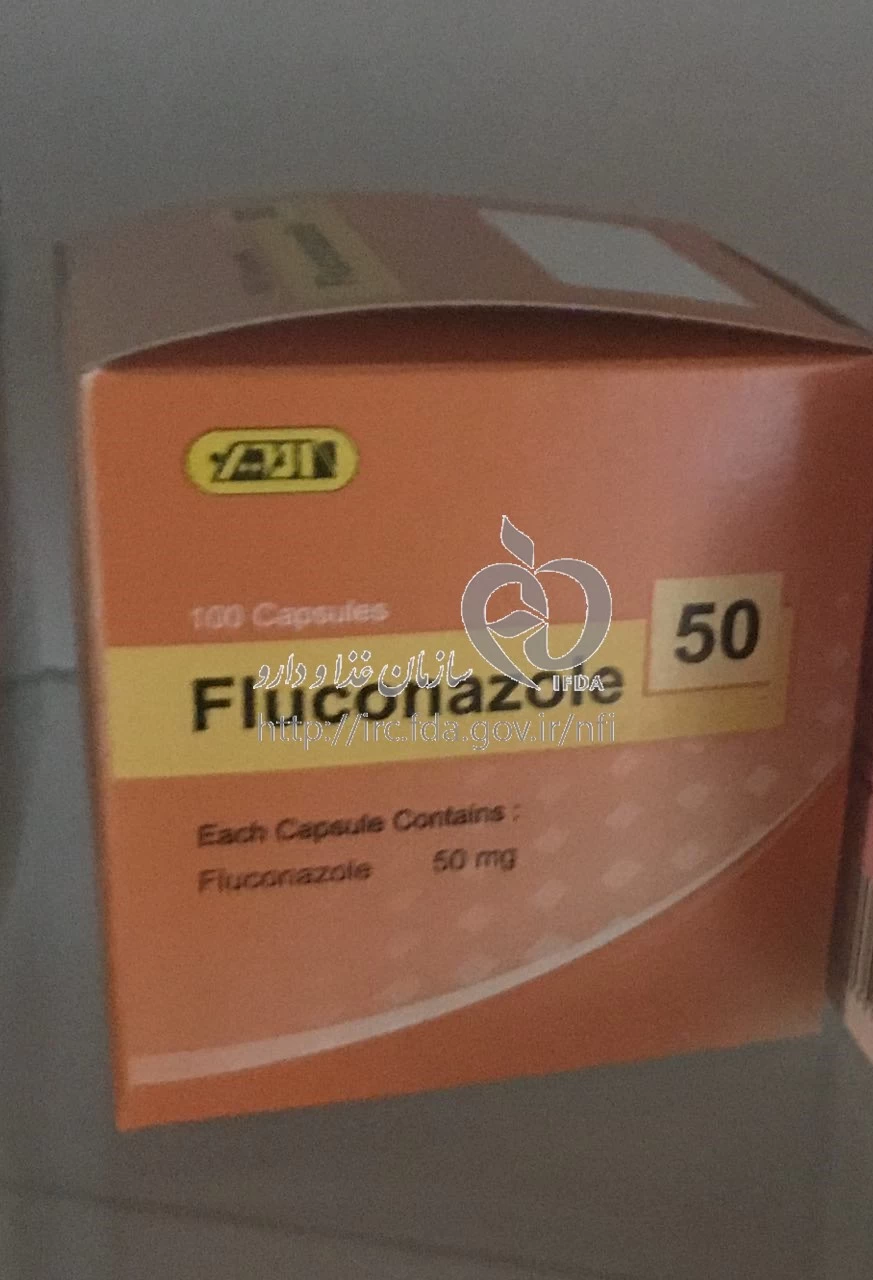 100 Capsules
Fluconazole 50
سازمان غذا و دارو
IFDA
http://irc.fda.gov.ir/nfi
Each Capsule Contains :
Fluconazole 50 mg